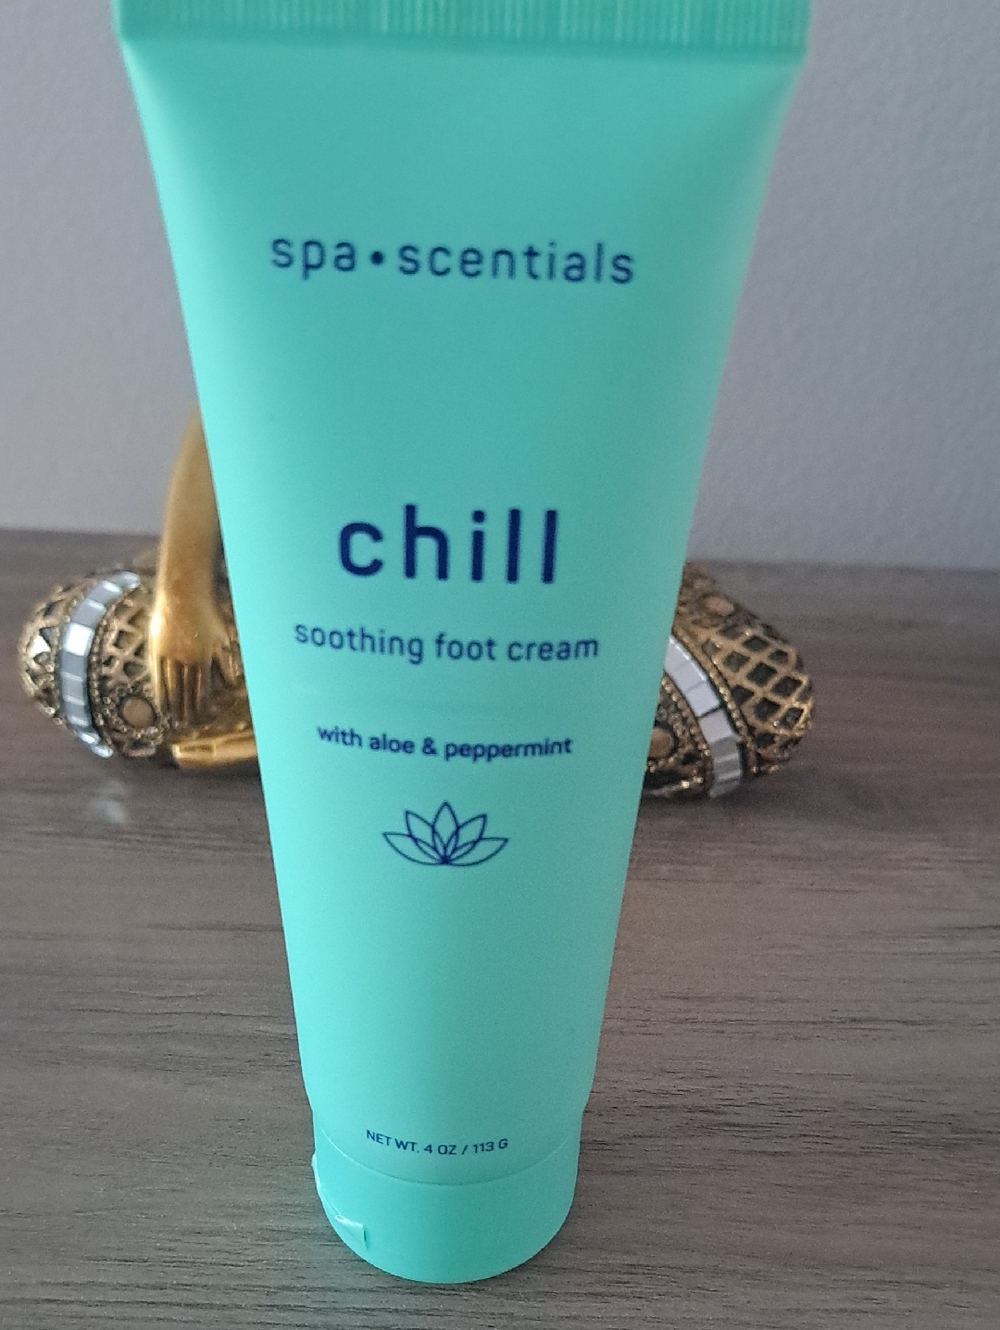 spa•scentials
chill
soothing foot cream
with aloe & peppermint
NET WT. 4 OZ / 113 G